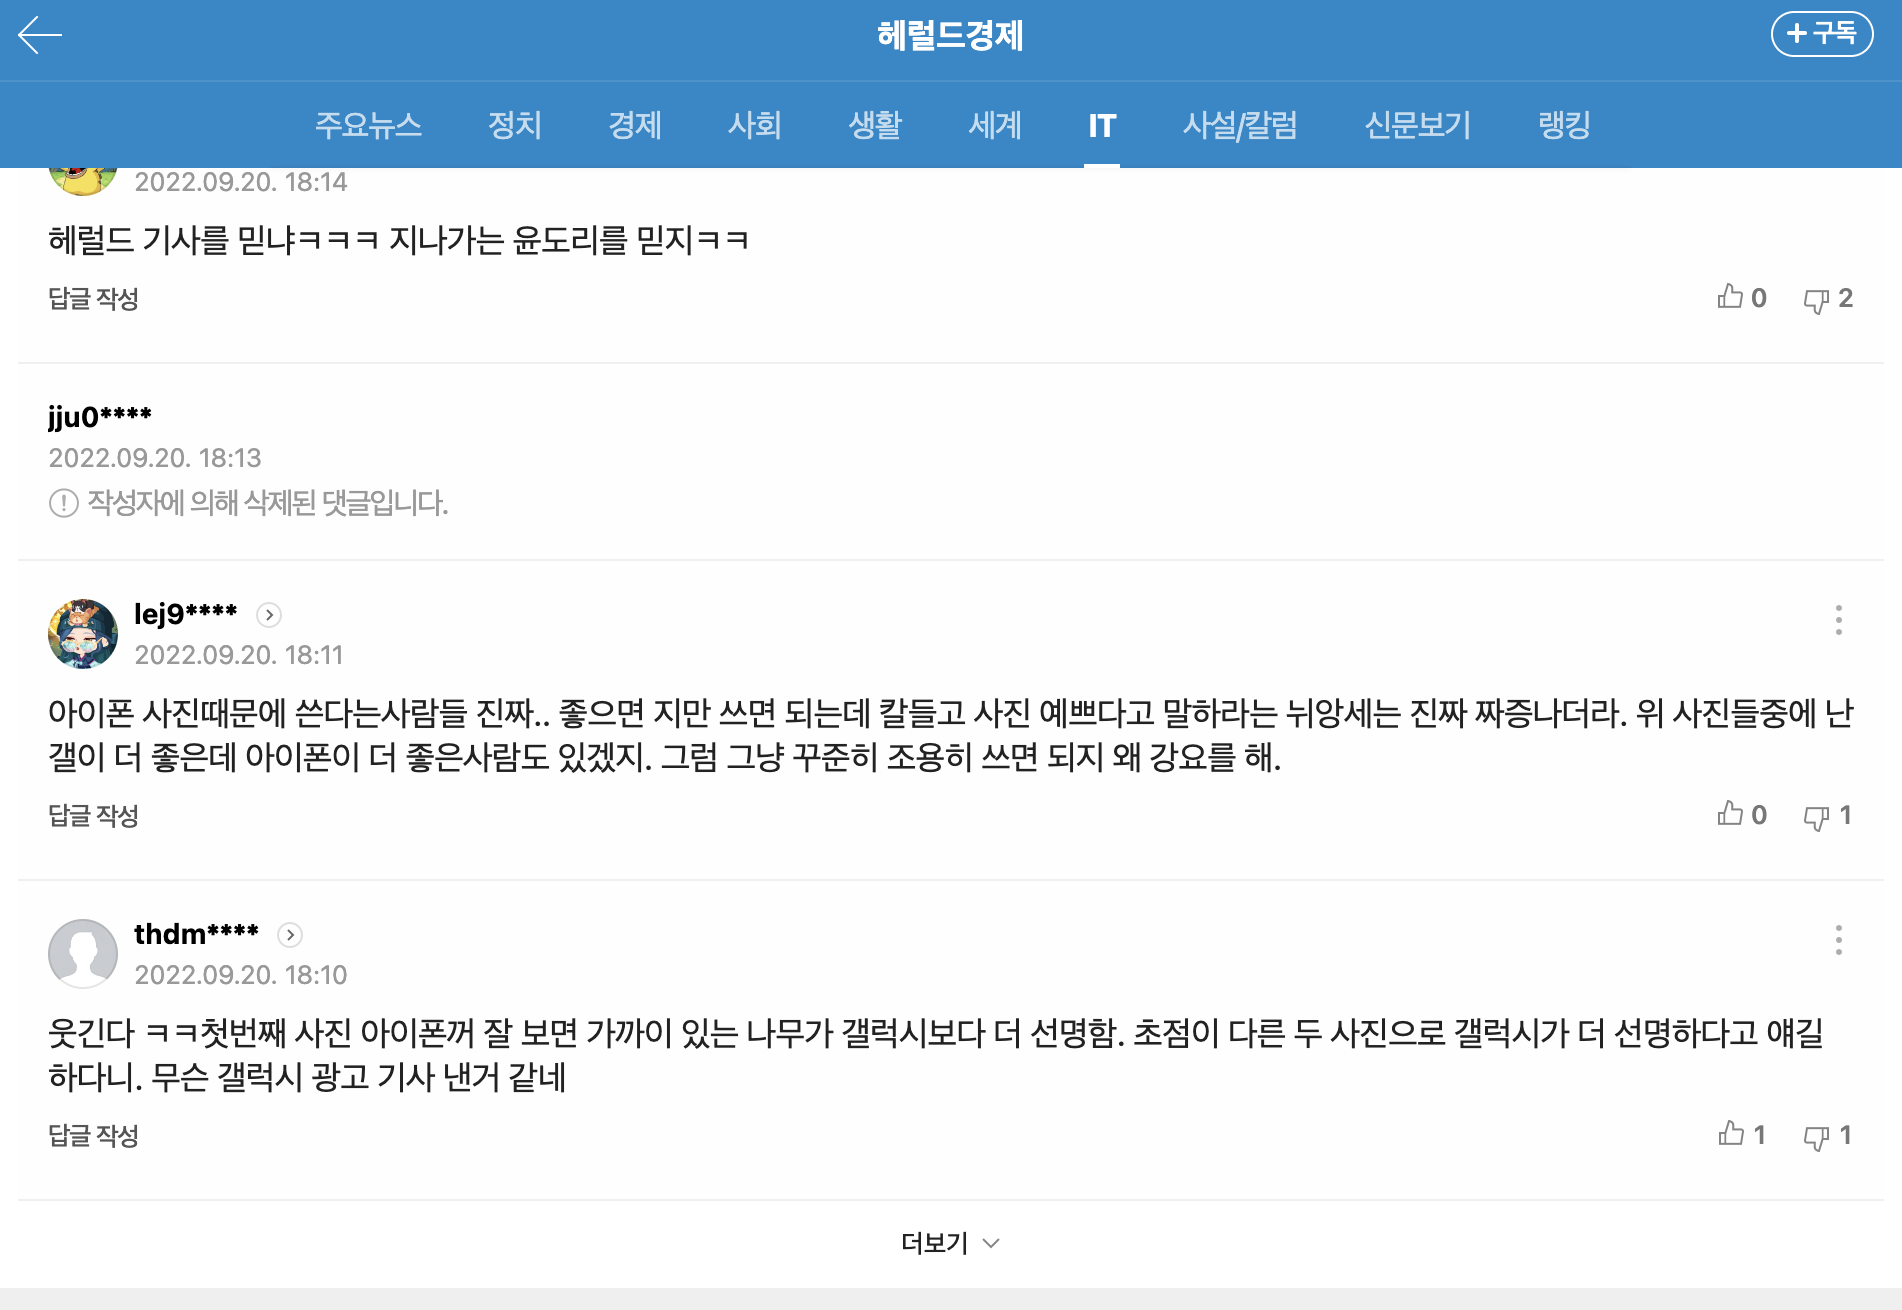 헤럴드경제
+ 구독
주요뉴스 정치 경제 사회 생활 세계 IT 사설/칼럼 신문보기 랭킹
2022.09.20. 18:14
헤럴드 기사를 믿냐ㅋㅋㅋ 지나가는 윤도리를 믿지ㅋㅋ
답글 작성 0 2
jju0****
2022.09.20. 18:13
작성자에 의해 삭제된 댓글입니다.
lej9****
2022.09.20. 18:11
아이폰 사진때문에 쓴다는사람들 진짜.. 좋으면 지만 쓰면 되는데 칼들고 사진 예쁘다고 말하라는 뉘앙세는 진짜 짜증나더라. 위 사진들중에 난
갤이 더 좋은데 아이폰이 더 좋은사람도 있겠지. 그럼 그냥 꾸준히 조용히 쓰면 되지 왜 강요를 해.
답글 작성 0 1
thdm****
2022.09.20. 18:10
웃긴다 ㅋㅋ첫번째 사진 아이폰꺼 잘 보면 가까이 있는 나무가 갤럭시보다 더 선명함. 초점이 다른 두 사진으로 갤럭시가 더 선명하다고 얘길
하다니. 무슨 갤럭시 광고 기사 낸거 같네
답글 작성 1 1
더보기